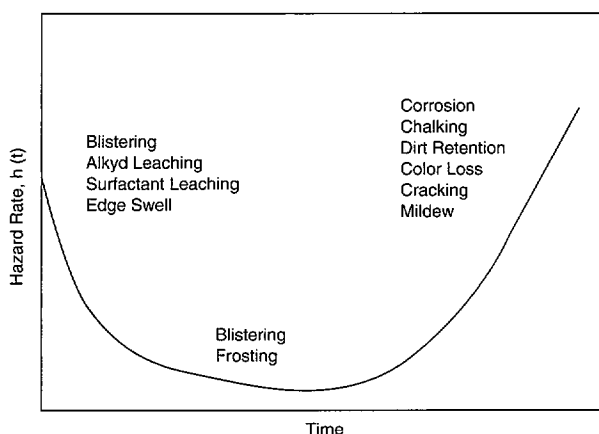 Hazard Rate, h (t)
Blistering
Alkyd Leaching
Surfactant Leaching
Edge Swell
Blistering
Frosting
Corrosion
Chalking
Dirt Retention
Color Loss
Cracking
Mildew
Time